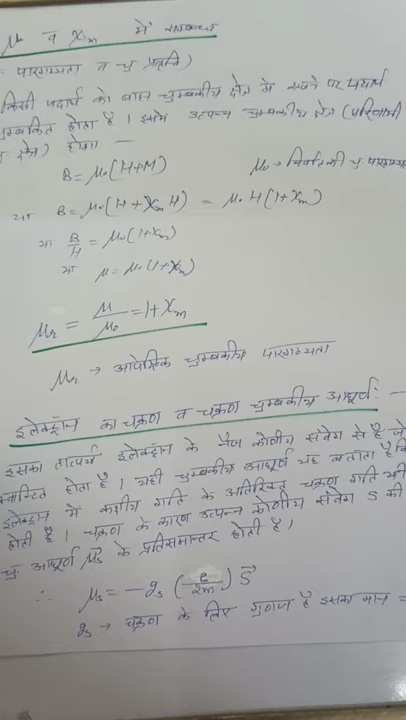 μ व χm में सम्बन्ध
पारगम्यता व चु प्रवृत्ति)
किसी पदार्थ को बाह्य चुम्बकीय क्षेत्र में रखने पर पदार्थ
चुम्बकित होता है । इसमें उत्पन्न चुम्बकीय क्षेत्र (परिणामी
क्षेत्र) होगा —
B = μ₀(H+M)    μ₀ → निर्वात की चु पारगम्यता
या B = μ₀(H + χm H) = μ₀ H(1+χm)
या B/H = μ₀(1+χm)
या μ = μ₀(1+χm)
μr = μ/μ₀ = 1+χm
μr → आपेक्षिक चुम्बकीय पारगम्यता
इलेक्ट्रॉन का चक्रण व चक्रण चुम्बकीय आघूर्ण: —
इसका तात्पर्य इलेक्ट्रॉन के नैज कोणीय संवेग से है जो
क्वान्टित होता है । यही चुम्बकीय आघूर्ण यह बताता है कि
इलेक्ट्रॉन में कक्षीय गति के अतिरिक्त चक्रण गति की
होती है । चक्रण के कारण उत्पन्न कोणीय संवेग S की
चु आघूर्ण μ⃗s के प्रतिसमान्तर होती है।
∴ μs = −gs (e/2m) S⃗
gs → चक्रण के लिए गुणज है इसका मान =